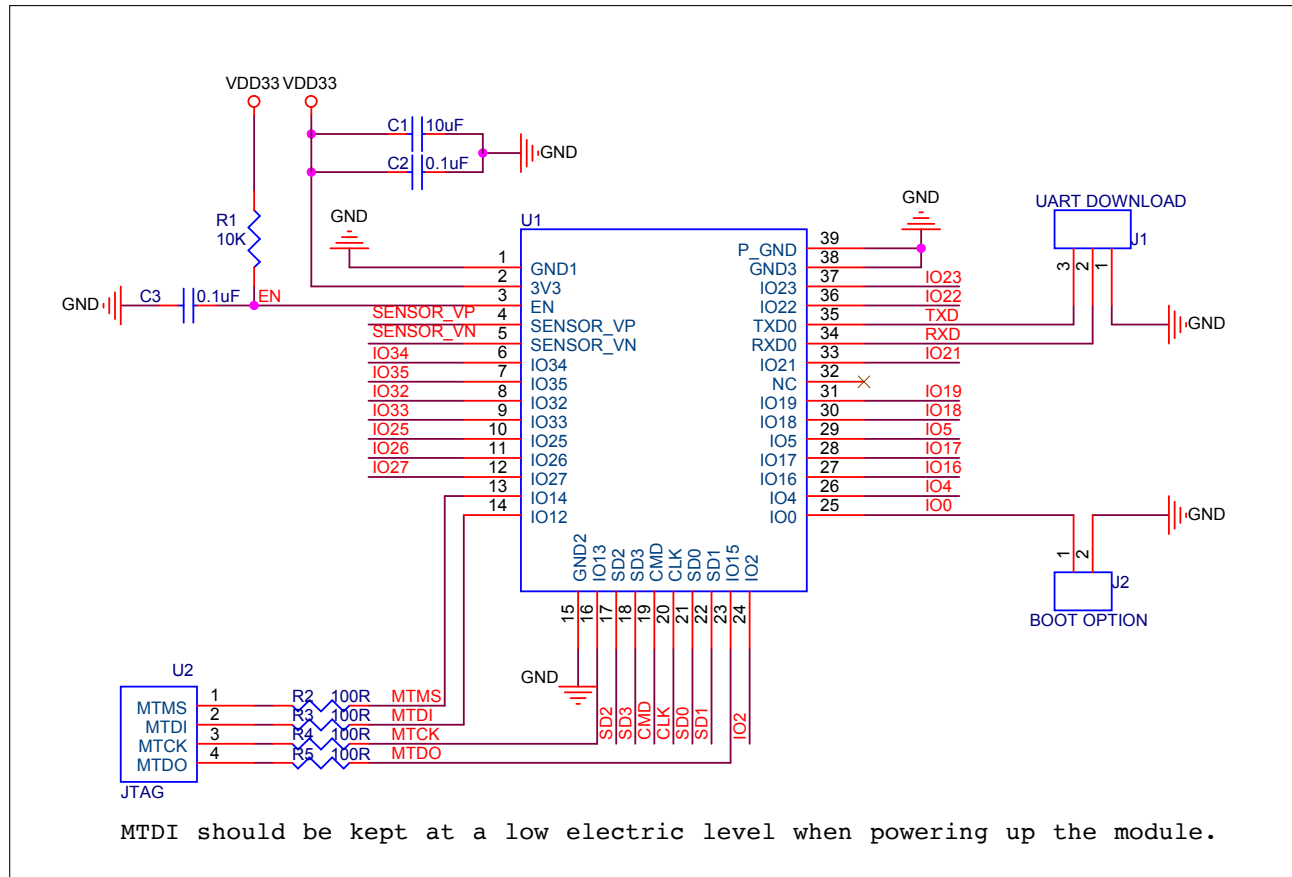 VDD33 VDD33
C1 10uF
C2 0.1uF
GND
R1
10K
GND
C3 0.1uF
EN
GND
U1
1 GND1
2 3V3
3 EN
SENSOR_VP 4 SENSOR_VP
SENSOR_VN 5 SENSOR_VN
IO34 6 IO34
IO35 7 IO35
IO32 8 IO32
IO33 9 IO33
IO25 10 IO25
IO26 11 IO26
IO27 12 IO27
13 IO14
14 IO12
GND
P_GND 39
GND3 38
IO23 37 IO23
IO22 36 IO22
TXD0 35 TXD
RXD0 34 RXD
IO21 33 IO21
NC 32
IO19 31 IO19
IO18 30 IO18
IO5 29 IO5
IO17 28 IO17
IO16 27 IO16
IO4 26 IO4
IO0 25 IO0
UART DOWNLOAD
J1
3 2 1
GND
GND
1 2
J2
BOOT OPTION
GND2 IO13 SD2 SD3 CMD CLK SD0 SD1 IO15 IO2
15 16 17 18 19 20 21 22 23 24
GND
SD2 SD3 CMD CLK SD0 SD1 IO2
U2
MTMS 1 R2 100R MTMS
MTDI 2 R3 100R MTDI
MTCK 3 R4 100R MTCK
MTDO 4 R5 100R MTDO
JTAG
MTDI should be kept at a low electric level when powering up the module.